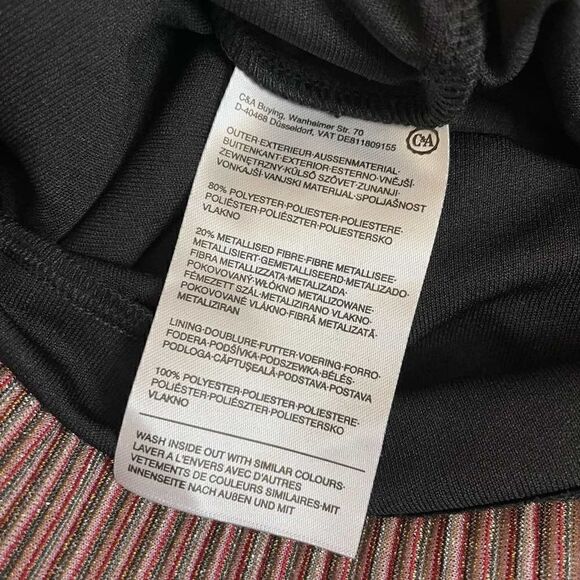 C&A Buying, Wanheimer Str. 70
D-40468 Düsseldorf, VAT DE811809155
C&A
OUTER·EXTERIEUR·AUSSENMATERIAL·
BUITENKANT·EXTERIOR·ESTERNO·VNĚJŠÍ·
ZEWNĘTRZNY·KÜLSŐ SZÖVET·ZUNANJI·
VONKAJŠÍ·VANJSKI MATERIJAL·SPOLJAŠNOST
80% POLYESTER·POLIESTER·POLIESTERE·
POLIÉSTER·POLIÉSZTER·POLIESTERSKO
VLAKNO
20% METALLISED FIBRE·FIBRE METALLISEE·
METALLISIERT·GEMETALLISEERD·METALIZADO·
FIBRA METALLIZZATA·METALIZADA·
POKOVOVANÝ·WŁÓKNO METALIZOWANE·
FÉMEZETT SZÁL·METALIZIRANO VLAKNO·
POKOVOVANÉ VLÁKNO·FIBRĂ METALIZATĂ·
METALIZIRAN
LINING·DOUBLURE·FUTTER·VOERING·FORRO·
FODERA·PODŠÍVKA·PODSZEWKA·BÉLÉS·
PODLOGA·CĂPTUŞEALĂ·PODSTAVA·POSTAVA
100% POLYESTER·POLIESTER·POLIESTERE·
POLIÉSTER·POLIÉSZTER·POLIESTERSKO
VLAKNO
WASH INSIDE OUT WITH SIMILAR COLOURS·
LAVER A L'ENVERS AVEC D'AUTRES
VETEMENTS DE COULEURS SIMILAIRES·MIT
INNENSEITE NACH AUßEN UND MIT